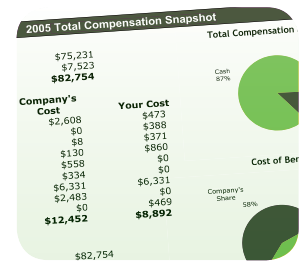 2005 Total Compensation Snapshot
Total Compensation
$75,231
$7,523
$82,754
Cash
87%
Company's
Cost
Your Cost
$2,608
$473
$0
$388
$8
$371
$130
$860
$558
$0
$334
$0
$6,331
$6,331
$2,483
$0
$0
$469
$12,452
$8,892
Cost of Ben
Company's
Share
58%
$82,754